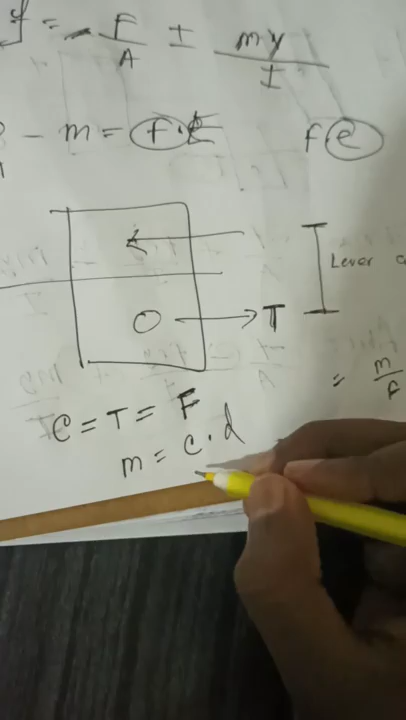 f = - F/A ± my/I
- m = F · E
F e
Lever
T
= m/F
C = T = F
m = C · d